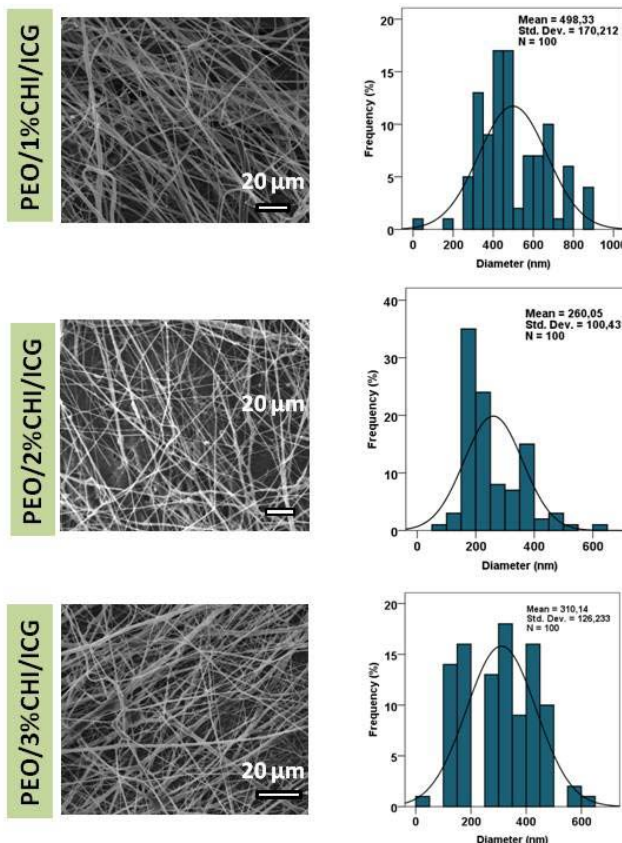 PEO/1%CHI/ICG
20 µm
Mean = 498,33
Std. Dev. = 170,212
N = 100
Frequency (%)
20
15
10
5
0
0 200 400 600 800 1000
Diameter (nm)
PEO/2%CHI/ICG
20 µm
Mean = 260,05
Std. Dev. = 100,43
N = 100
Frequency (%)
40
30
20
10
0
0 200 400 600
Diameter (nm)
PEO/3%CHI/ICG
20 µm
Mean = 310,14
Std. Dev. = 126,233
N = 100
Frequency (%)
20
15
10
5
0
0 200 400 600
Diameter (nm)